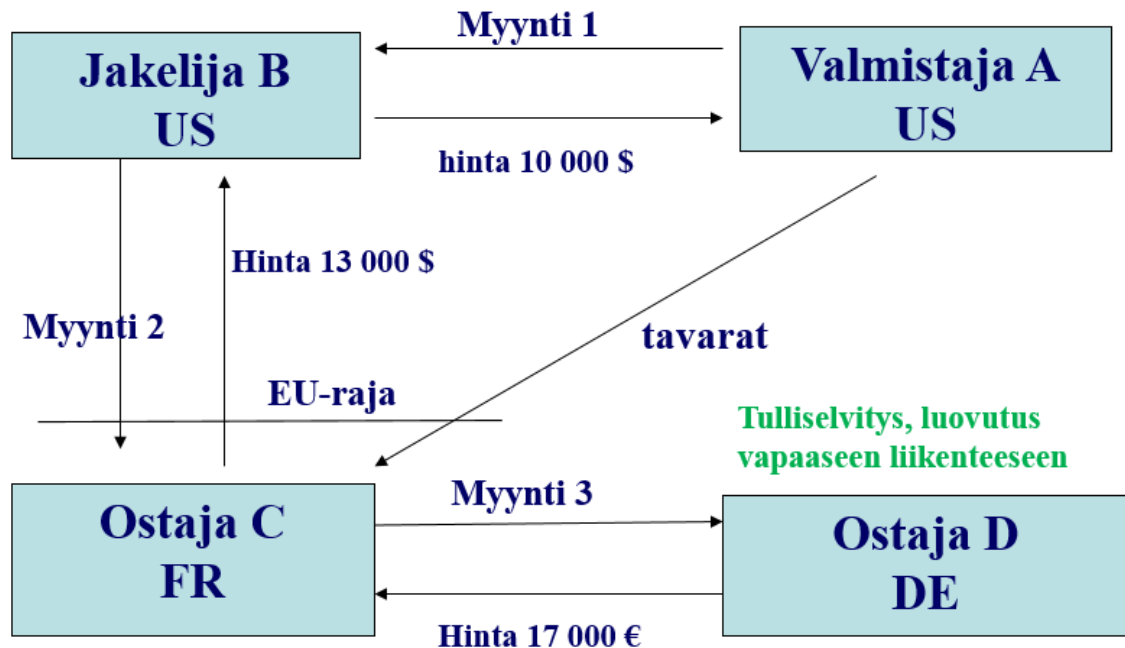 Myynti 1
Jakelija B
US
Valmistaja A
US
hinta 10 000 $
Hinta 13 000 $
Myynti 2
tavarat
EU-raja
Tulliselvitys, luovutus
vapaaseen liikenteeseen
Ostaja C
FR
Myynti 3
Ostaja D
DE
Hinta 17 000 €